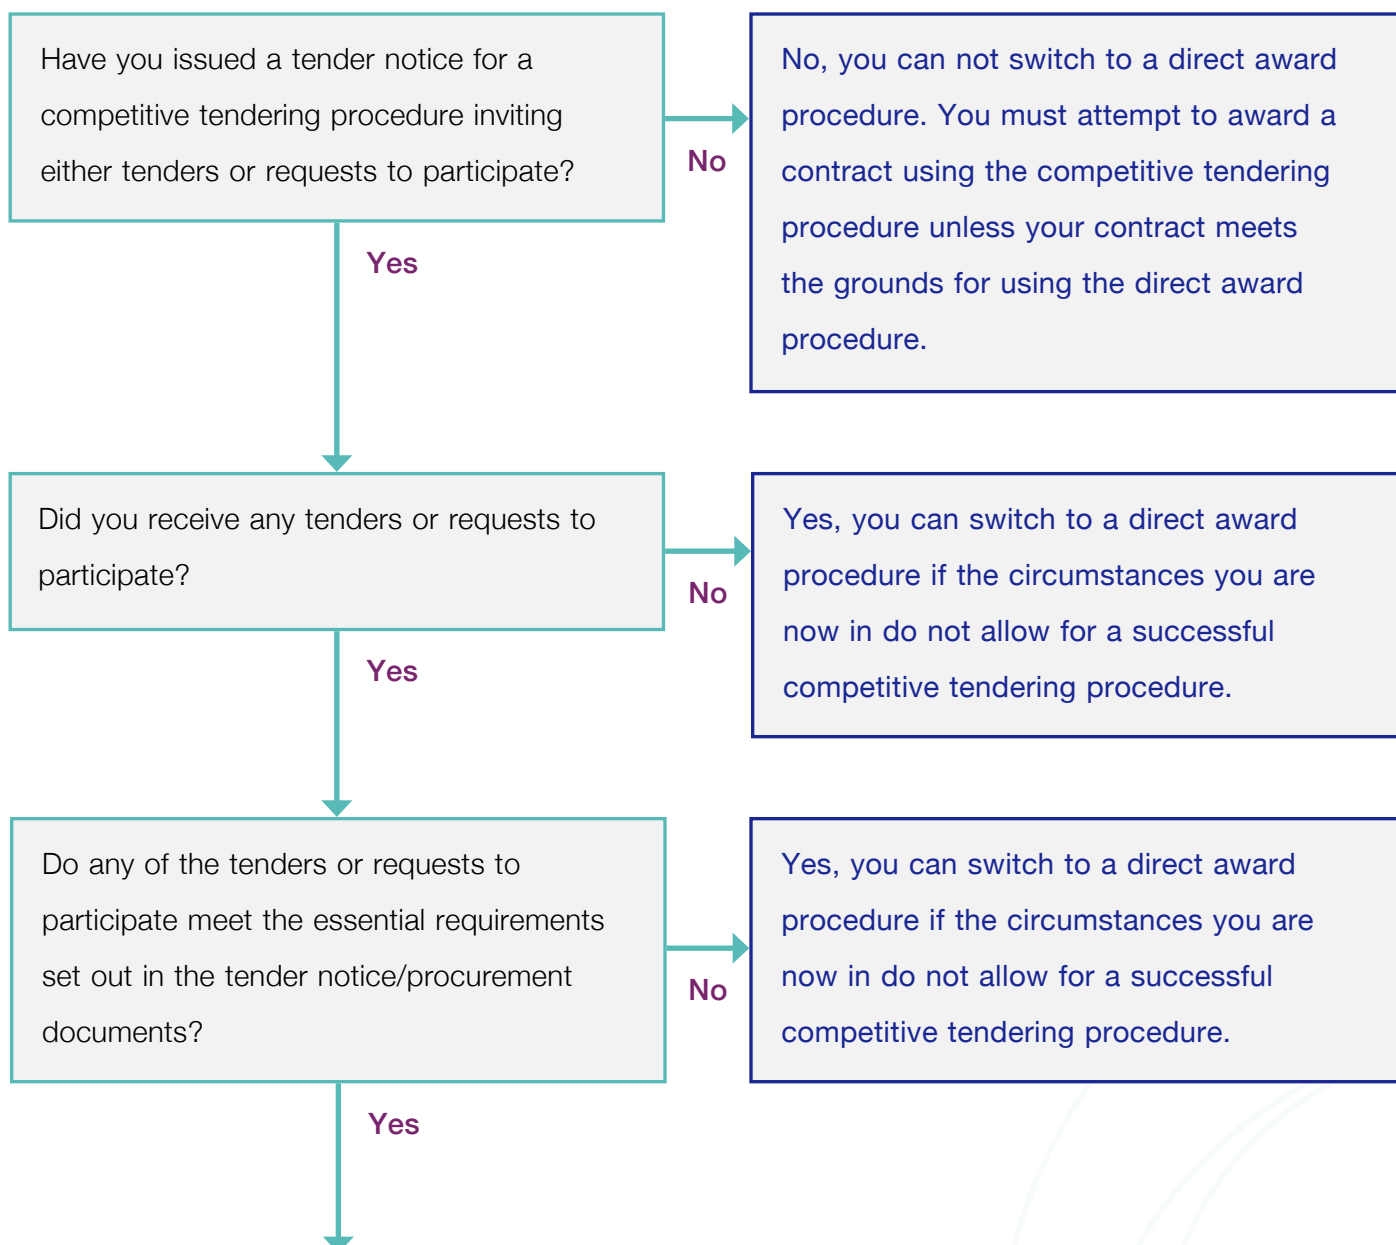 Have you issued a tender notice for a
competitive tendering procedure inviting
either tenders or requests to participate?
No
No, you can not switch to a direct award
procedure. You must attempt to award a
contract using the competitive tendering
procedure unless your contract meets
the grounds for using the direct award
procedure.
Yes
Did you receive any tenders or requests to
participate?
No
Yes, you can switch to a direct award
procedure if the circumstances you are
now in do not allow for a successful
competitive tendering procedure.
Yes
Do any of the tenders or requests to
participate meet the essential requirements
set out in the tender notice/procurement
documents?
No
Yes, you can switch to a direct award
procedure if the circumstances you are
now in do not allow for a successful
competitive tendering procedure.
Yes